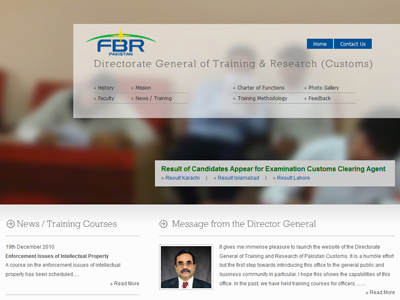 FBR
PAKISTAN
Home
Contact Us
Directorate General of Training & Research (Customs)
» History
» Mission
» Charter of Functions
» Photo Gallery
» Faculty
» News / Training
» Training Methodology
» Feedback
Result of Candidates Appear for Examination Customs Clearing Agent
» Result Karachi | » Result Islamabad | » Result Lahore
News / Training Courses
19th December 2010
Enforcement Issues of Intellectual Property
A course on the enforcement issues of intellectual
property has been scheduled....
» Read More
Message from the Director General
It gives me immense pleasure to launch the website of the Directorate
General of Training and Research of Pakistan Customs. It is a humble effort
but the first step towards introducing this office to the general public and
business community in particular. I hope this shows the capabilities of this
office. In the past, we have held training courses for officers........
» Read More